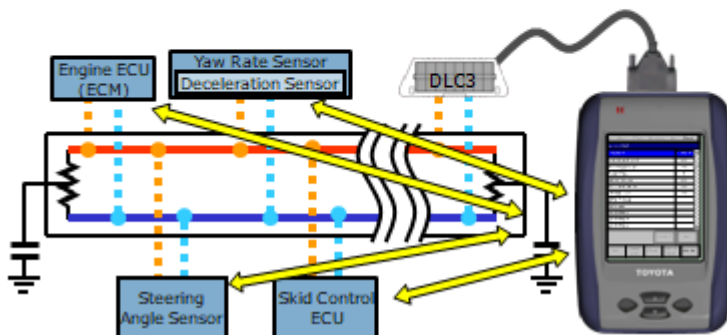 Engine ECU
(ECM)
Yaw Rate Sensor
Deceleration Sensor
DLC3
Steering
Angle Sensor
Skid Control
ECU
TOYOTA